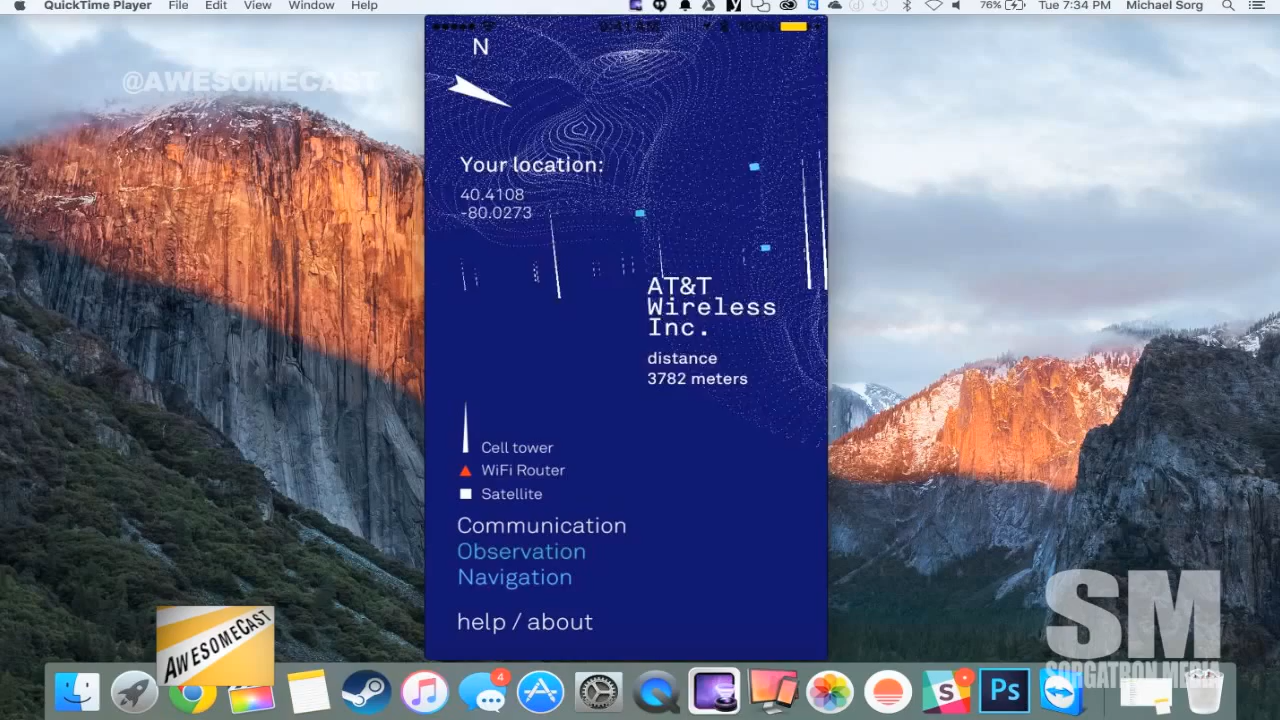 QuickTime Player File Edit View Window Help
76% Tue 7:34 PM Michael Sorg
@AWESOMECAST
N
Your location:
40.4108
-80.0273
AT&T
Wireless
Inc.
distance
3782 meters
Cell tower
WiFi Router
Satellite
Communication
Observation
Navigation
help / about
AWESOMECAST
4
S
Ps
SM
SORGATRON MEDIA